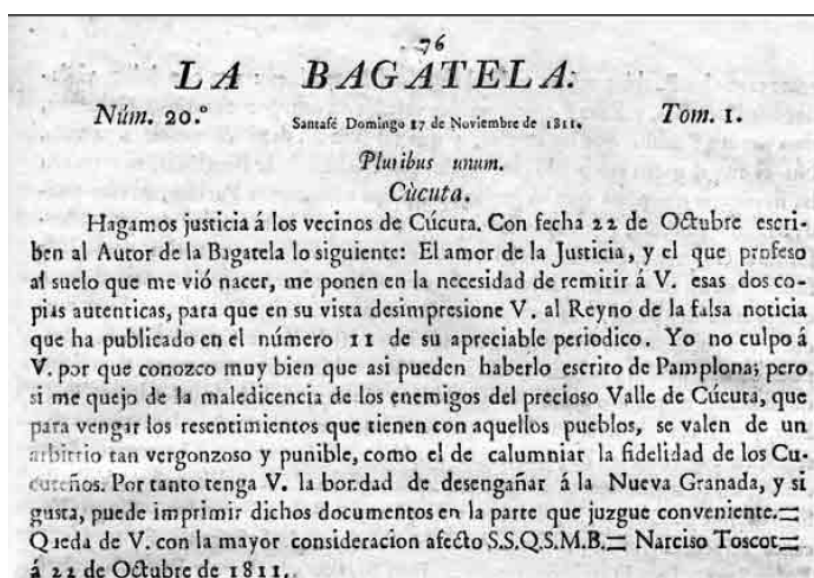 76
LA BAGATELA.
Núm. 20.º Santafé Domingo 17 de Noviembre de 1811. Tom. 1.
Pluribus unum.
Cùcuta.
Hagamos justicia á los vecinos de Cúcuta. Con fecha 22 de Octubre escri-
ben al Autor de la Bagatela lo siguiente: El amor de la Justicia, y el que profeso
al suelo que me vió nacer, me ponen en la necesidad de remitir á V. esas dos co-
pias autenticas, para que en su vista desimpresione V. al Reyno de la falsa noticia
que ha publicado en el número 11 de su apreciable periodico. Yo no culpo á
V. por que conozco muy bien que asi pueden haberlo escrito de Pamplona; pero
si me quejo de la maledicencia de los enemigos del precioso Valle de Cúcuta, que
para vengar los resentimientos que tienen con aquellos pueblos, se valen de un
arbitrio tan vergonzoso y punible, como el de calumniar la fidelidad de los Cu-
cuteños. Por tanto tenga V. la bondad de desengañar á la Nueva Granada, y si
gusta, puede imprimir dichos documentos en la parte que juzgue conveniente.=
Queda de V. con la mayor consideracion afecto S.S.Q.S.M.B.= Narciso Toscot=
á 22 de Octubre de 1811.